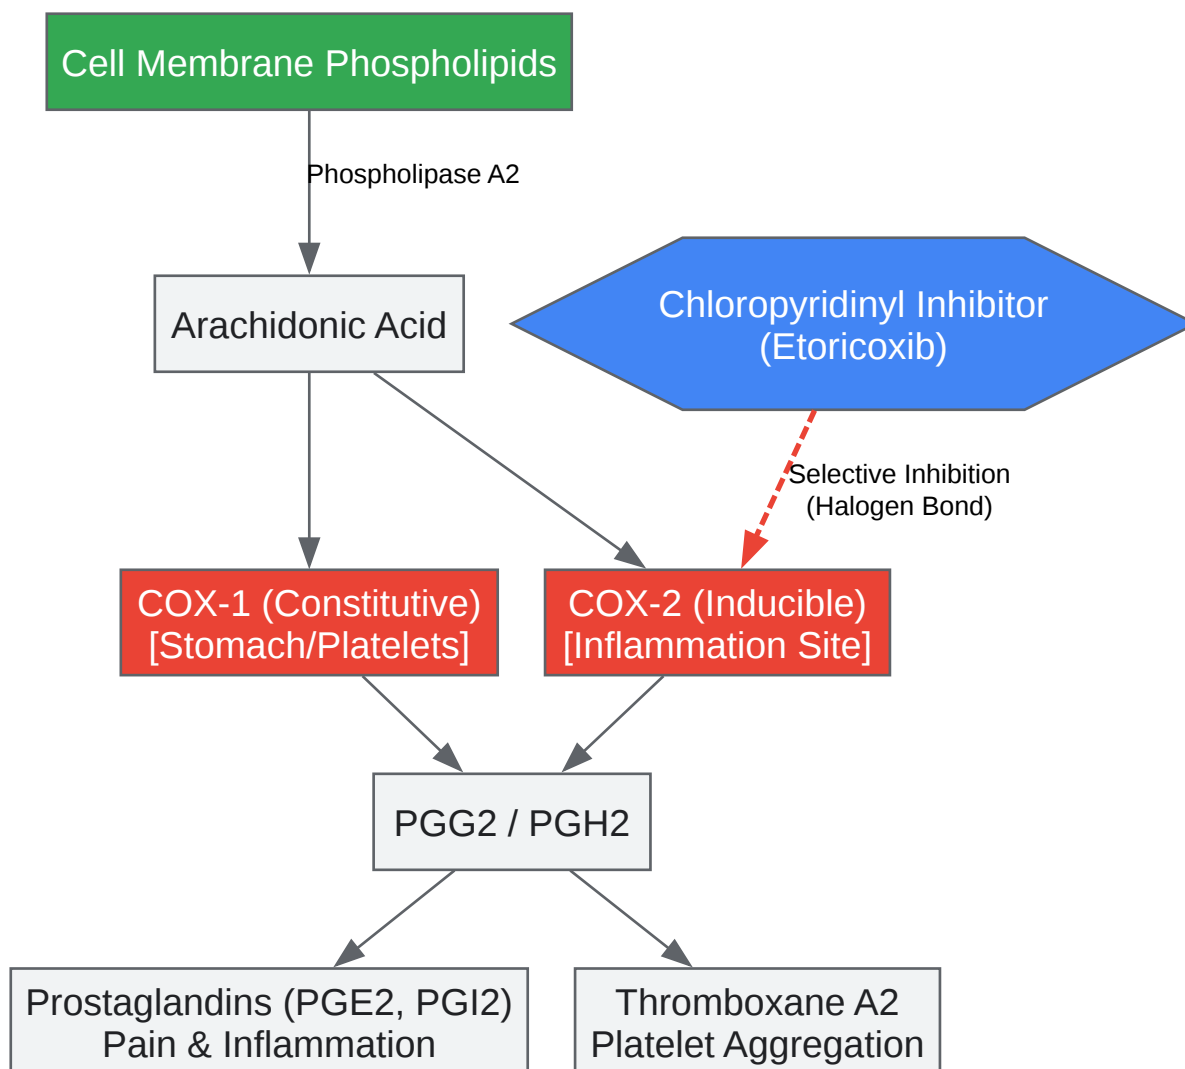 Cell Membrane Phospholipids
Phospholipase A2
Arachidonic Acid
Chloropyridinyl Inhibitor
(Etoricoxib)
Selective Inhibition
(Halogen Bond)
COX-1 (Constitutive)
[Stomach/Platelets]
COX-2 (Inducible)
[Inflammation Site]
PGG2 / PGH2
Prostaglandins (PGE2, PGI2)
Pain & Inflammation
Thromboxane A2
Platelet Aggregation